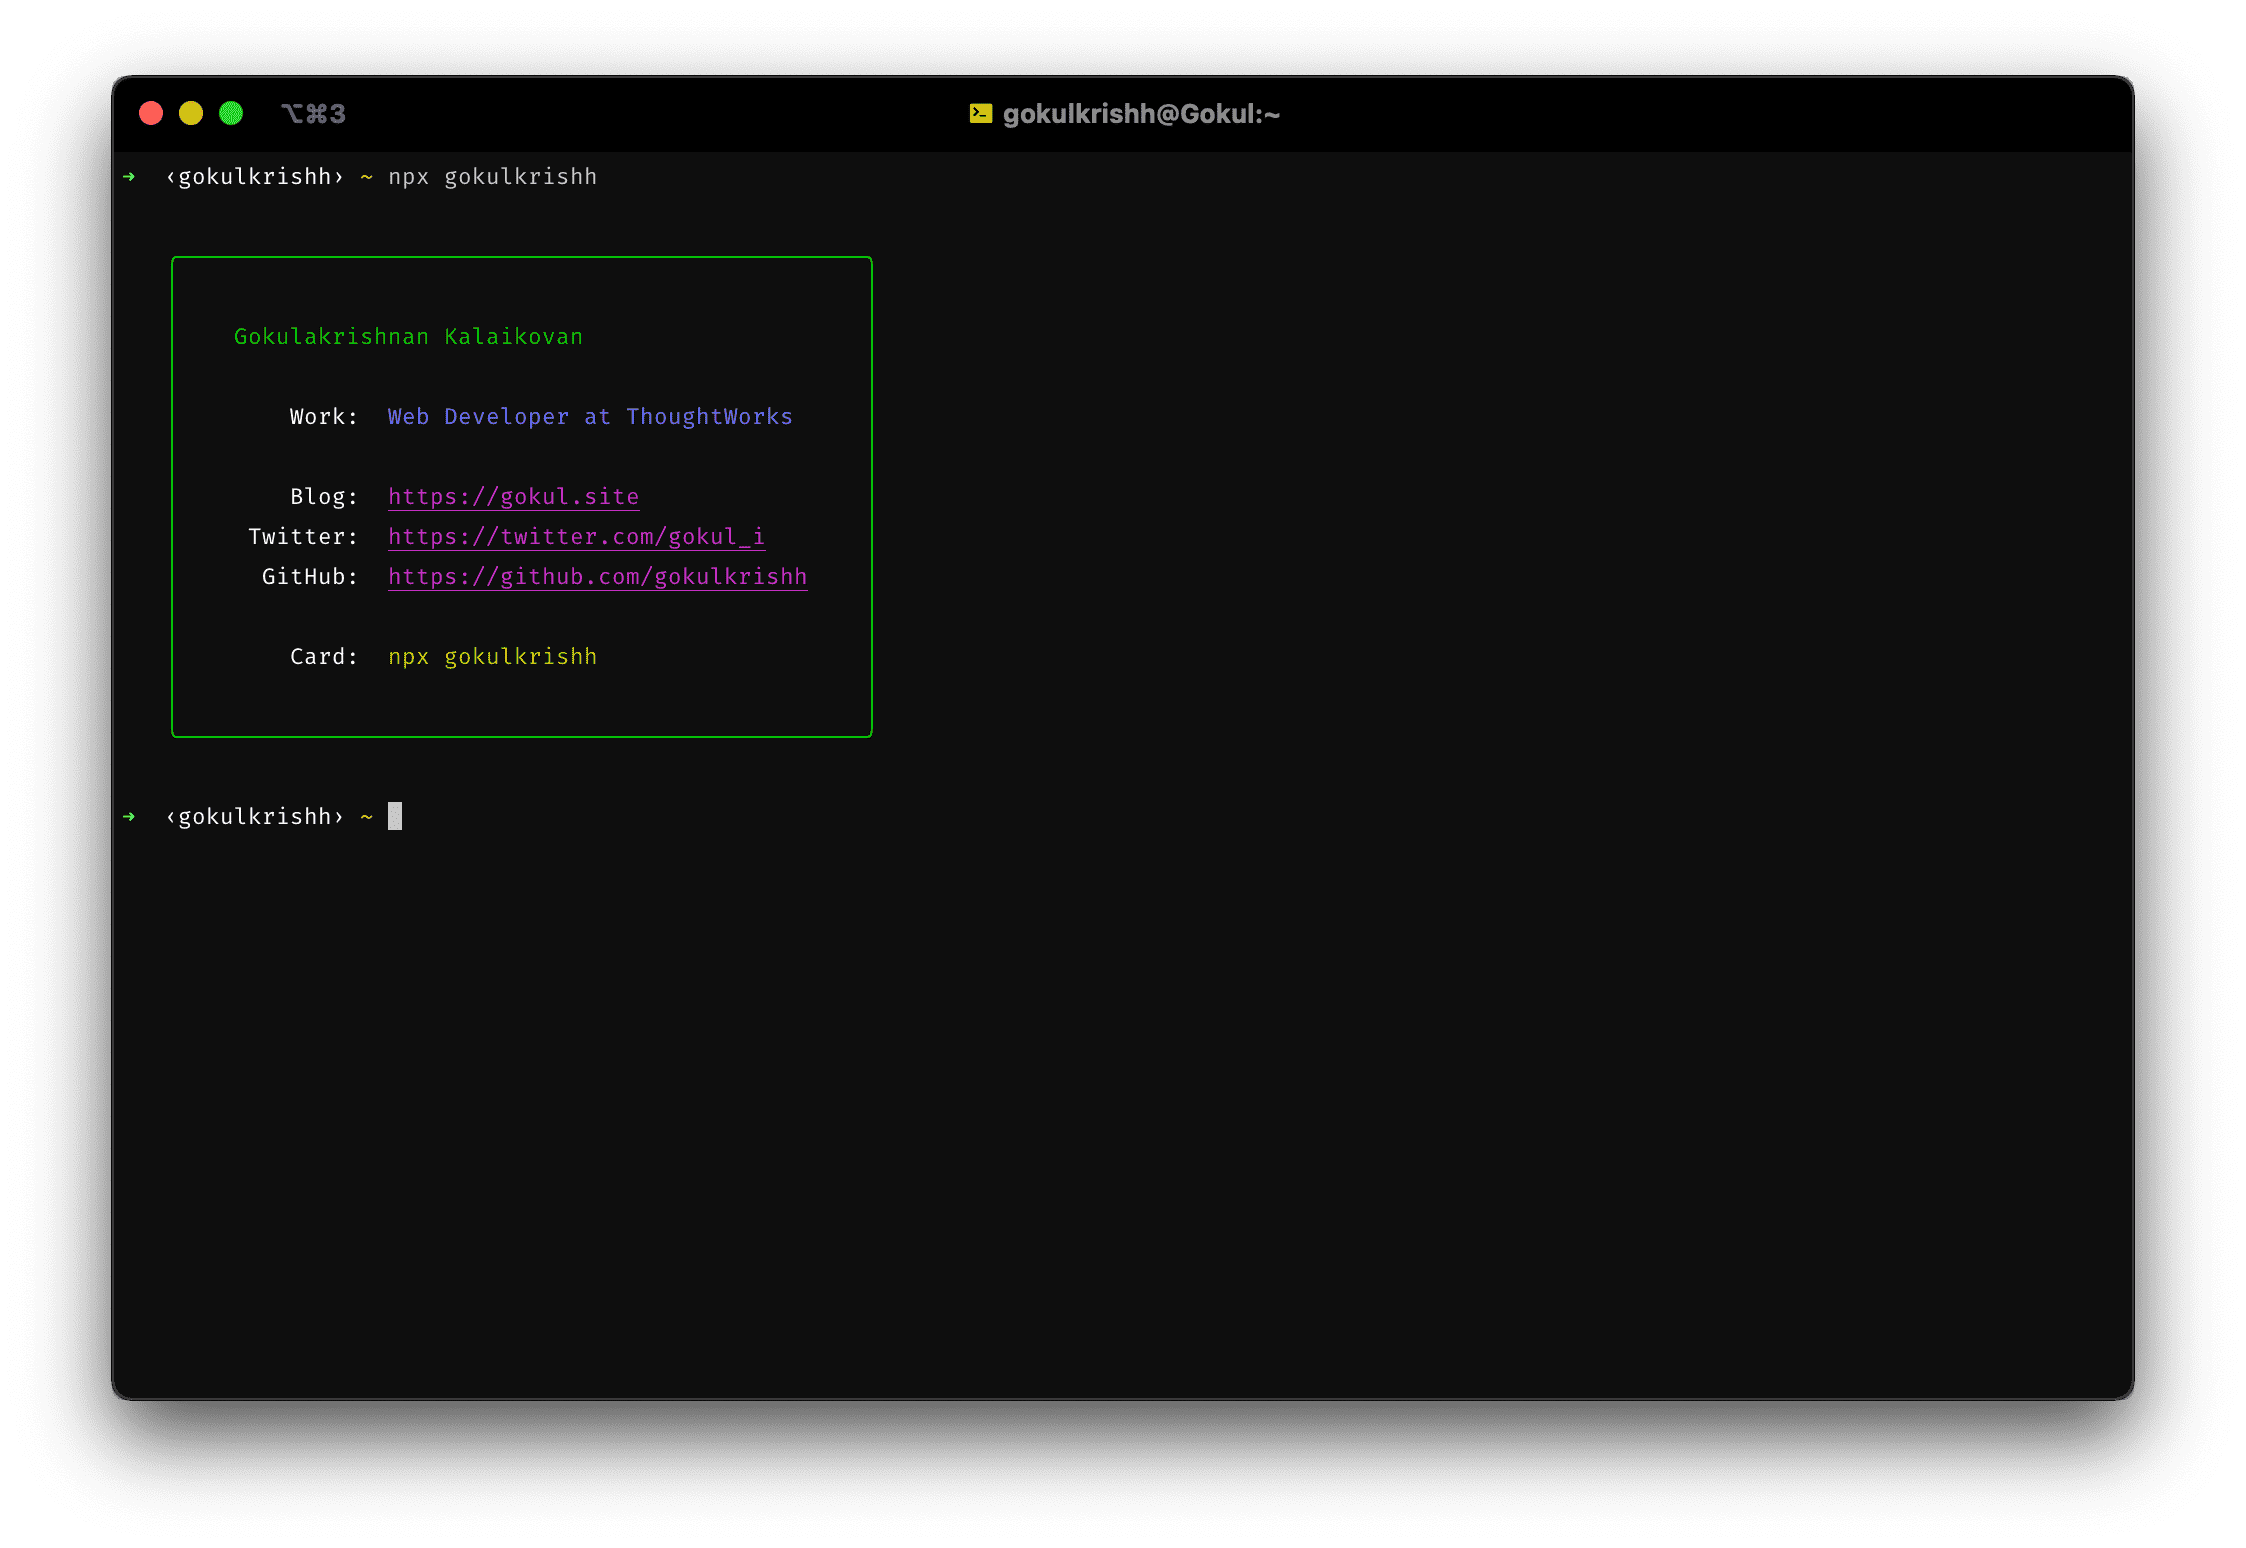 ⌥⌘3
gokulkrishh@Gokul:~
➜ ‹gokulkrishh› ~ npx gokulkrishh
Gokulakrishnan Kalaikovan
Work: Web Developer at ThoughtWorks
Blog: https://gokul.site
Twitter: https://twitter.com/gokul_i
GitHub: https://github.com/gokulkrishh
Card: npx gokulkrishh
➜ ‹gokulkrishh› ~